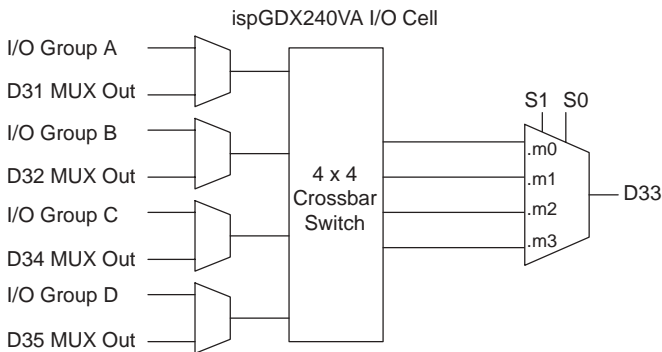 ispGDX240VA I/O Cell
I/O Group A
D31 MUX Out
I/O Group B
D32 MUX Out
I/O Group C
D34 MUX Out
I/O Group D
D35 MUX Out
4 x 4
Crossbar
Switch
S1 S0
.m0
.m1
.m2
.m3
D33